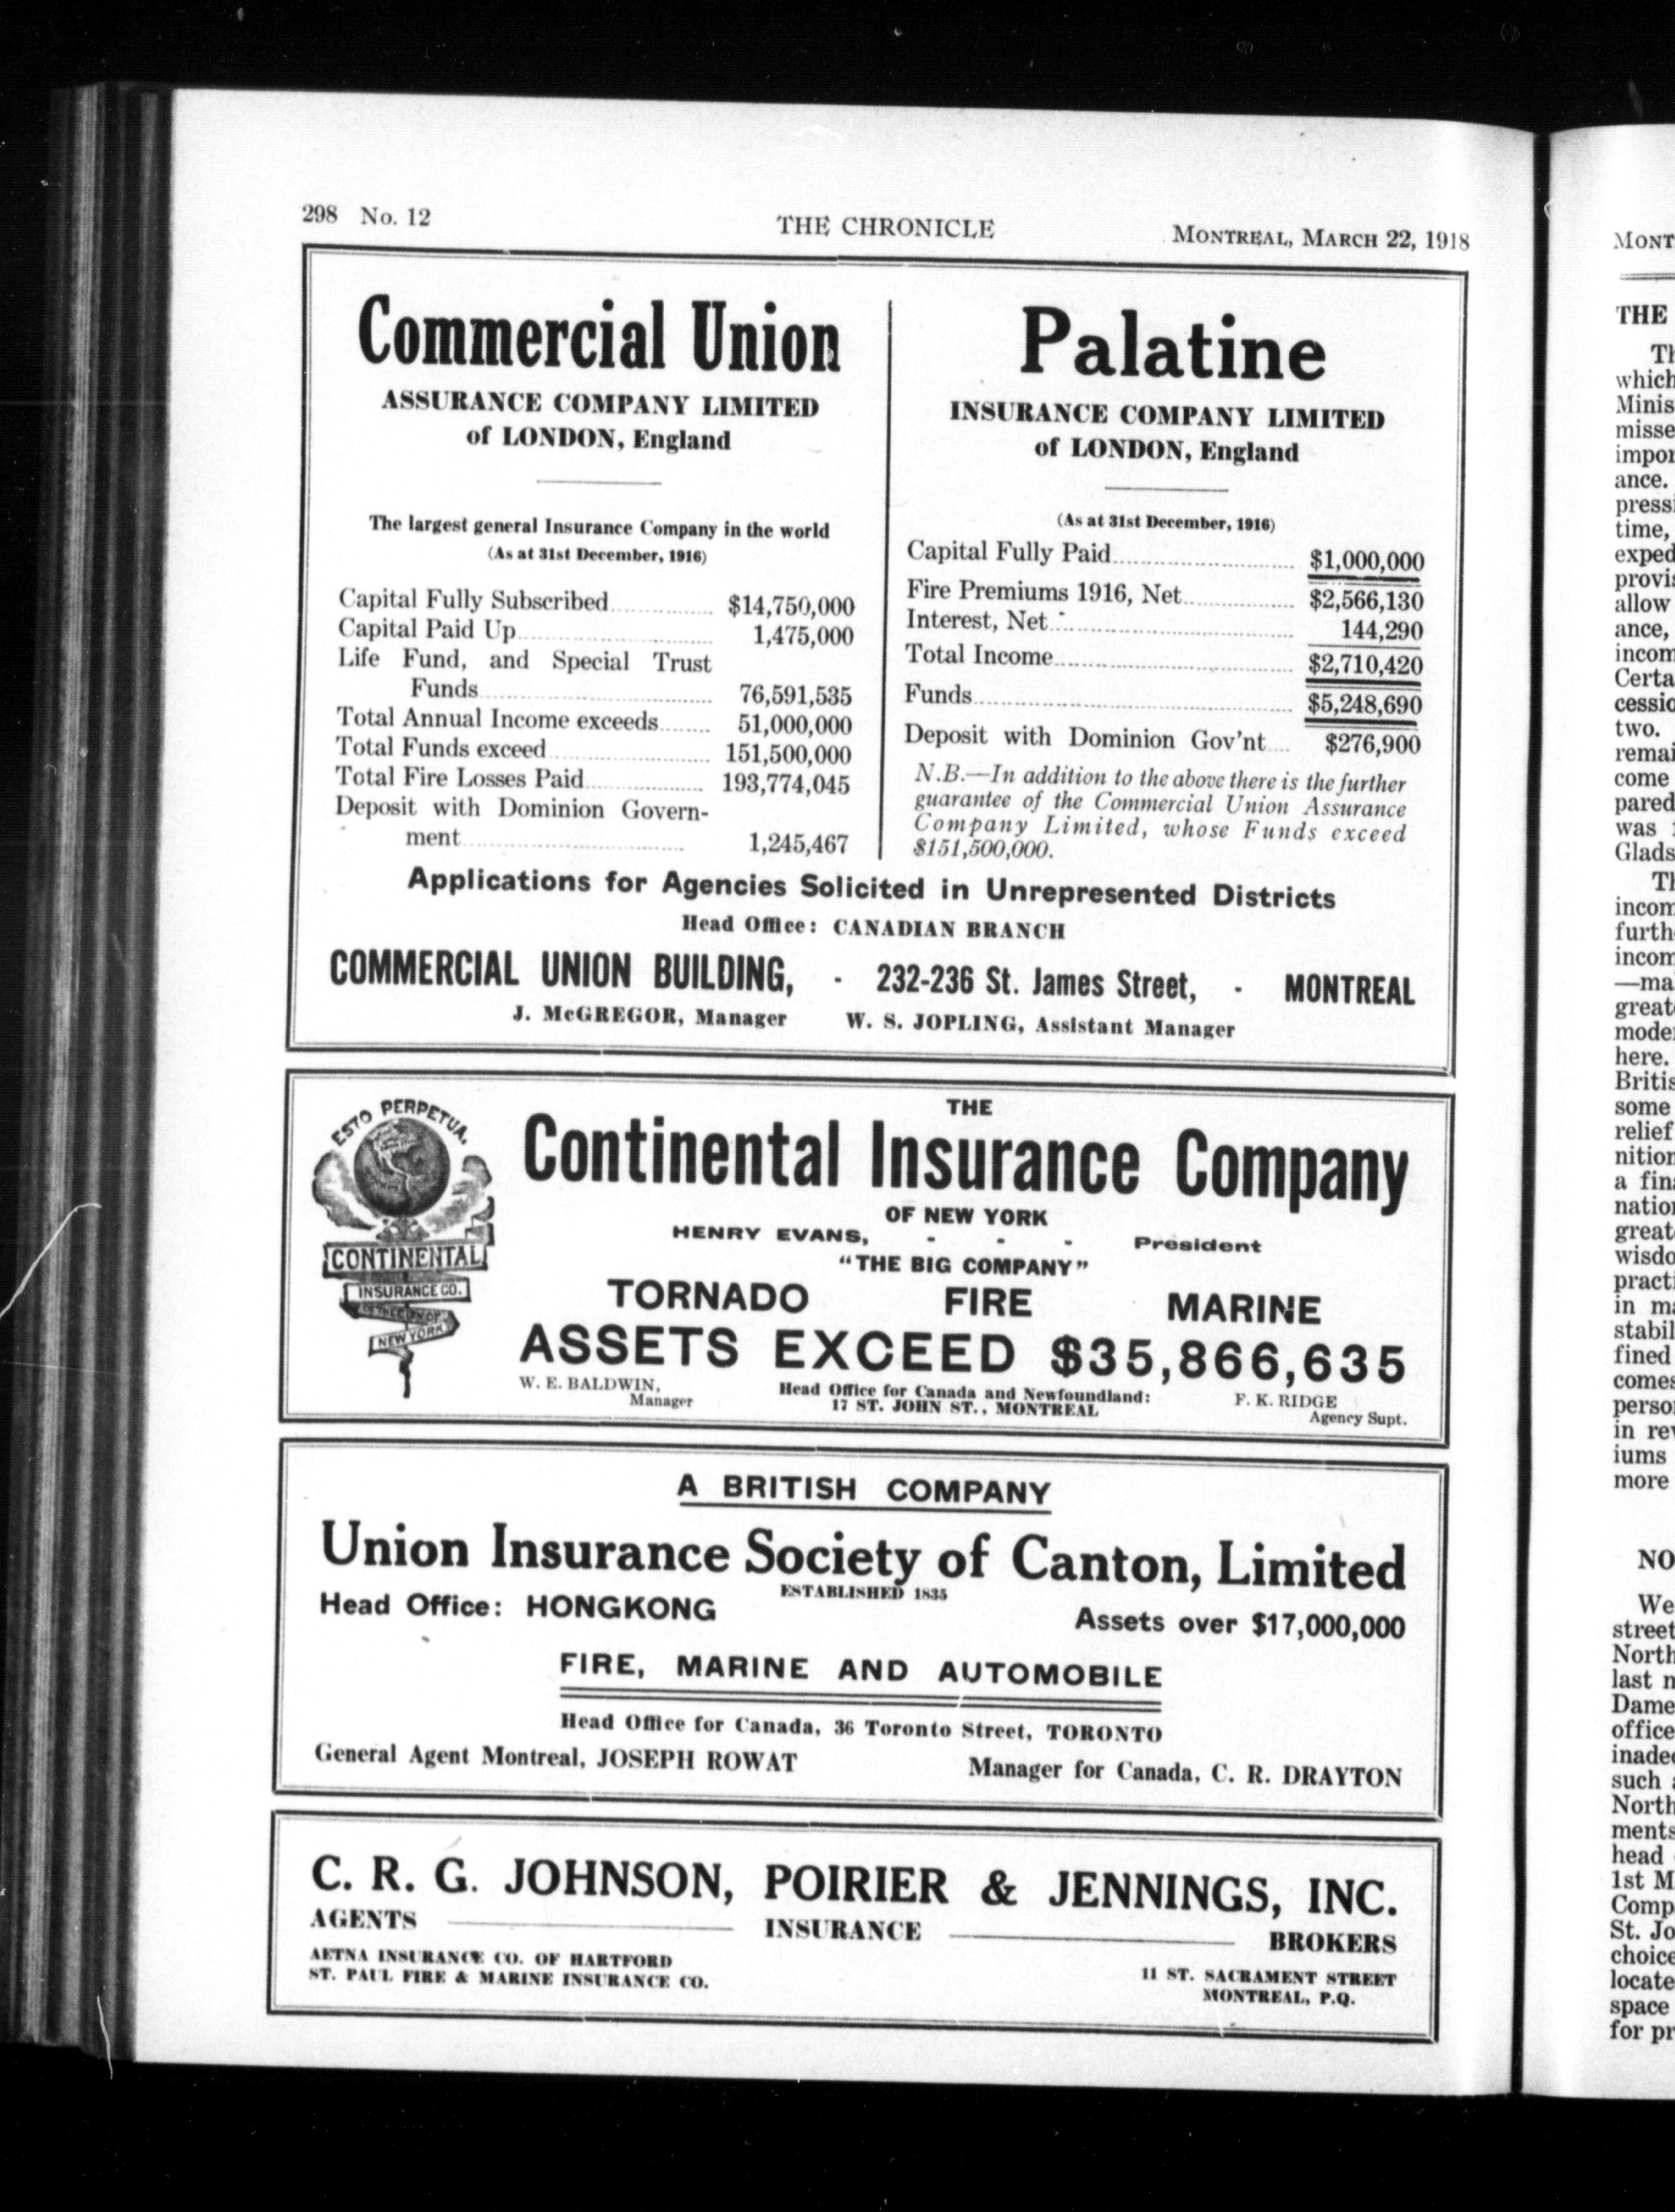 298 No. 12
THE CHRONICLE
MONTREAL, MARCH 22, 1918
Commercial Union
ASSURANCE COMPANY LIMITED
of LONDON, England
The largest general Insurance Company in the world
(As at 31st December, 1916)
Capital Fully Subscribed.............. $14,750,000
Capital Paid Up........................... 1,475,000
Life Fund, and Special Trust
Funds................................ 76,591,535
Total Annual Income exceeds........ 51,000,000
Total Funds exceed...................... 151,500,000
Total Fire Losses Paid................. 193,774,045
Deposit with Dominion Govern-
ment................................ 1,245,467
Palatine
INSURANCE COMPANY LIMITED
of LONDON, England
(As at 31st December, 1916)
Capital Fully Paid.......................... $1,000,000
Fire Premiums 1916, Net................ $2,566,130
Interest, Net................................... 144,290
Total Income.................................. $2,710,420
Funds.............................................. $5,248,690
Deposit with Dominion Gov'nt.... $276,900
N.B.—In addition to the above there is the further
guarantee of the Commercial Union Assurance
Company Limited, whose Funds exceed
$151,500,000.
Applications for Agencies Solicited in Unrepresented Districts
Head Office: CANADIAN BRANCH
COMMERCIAL UNION BUILDING, - 232-236 St. James Street, - MONTREAL
J. McGREGOR, Manager W. S. JOPLING, Assistant Manager
ESTO PERPETUA.
CONTINENTAL
INSURANCE CO.
OF THE CITY OF
NEW YORK
THE
Continental Insurance Company
OF NEW YORK
HENRY EVANS, - - - President
"THE BIG COMPANY"
TORNADO FIRE MARINE
ASSETS EXCEED $35,866,635
W. E. BALDWIN,
Manager
Head Office for Canada and Newfoundland:
17 ST. JOHN ST., MONTREAL
F. K. RIDGE
Agency Supt.
A BRITISH COMPANY
Union Insurance Society of Canton, Limited
ESTABLISHED 1835
Head Office: HONGKONG
Assets over $17,000,000
FIRE, MARINE AND AUTOMOBILE
Head Office for Canada, 36 Toronto Street, TORONTO
General Agent Montreal, JOSEPH ROWAT
Manager for Canada, C. R. DRAYTON
C. R. G. JOHNSON, POIRIER & JENNINGS, INC.
AGENTS INSURANCE BROKERS
AETNA INSURANCE CO. OF HARTFORD
ST. PAUL FIRE & MARINE INSURANCE CO.
11 ST. SACRAMENT STREET
MONTREAL, P.Q.